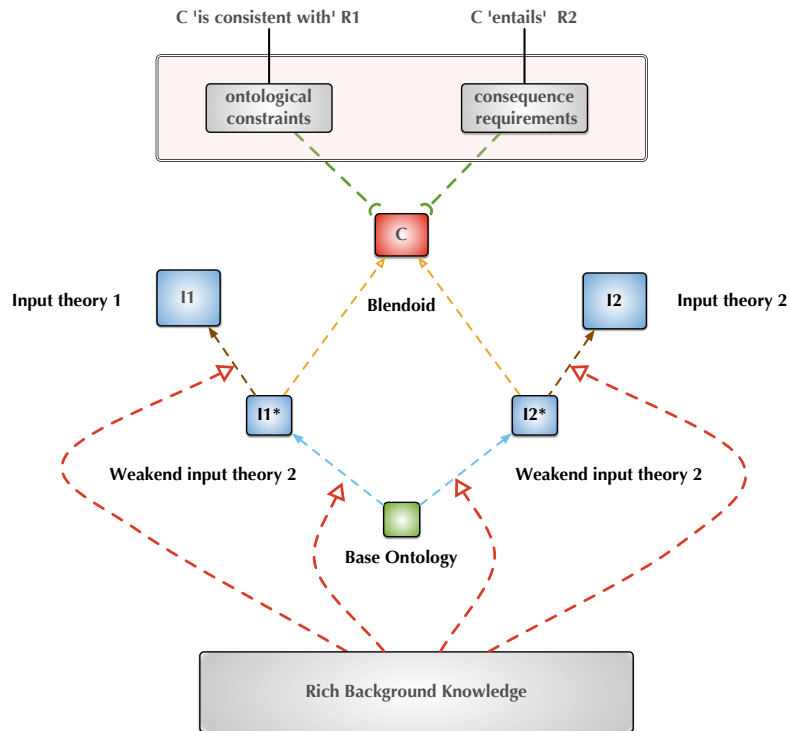 C 'is consistent with' R1
C 'entails'  R2
ontological
constraints
consequence
requirements
C
Input theory 1
I1
Blendoid
I2
Input theory 2
I1*
I2*
Weakend input theory 2
Weakend input theory 2
Base Ontology
Rich Background Knowledge